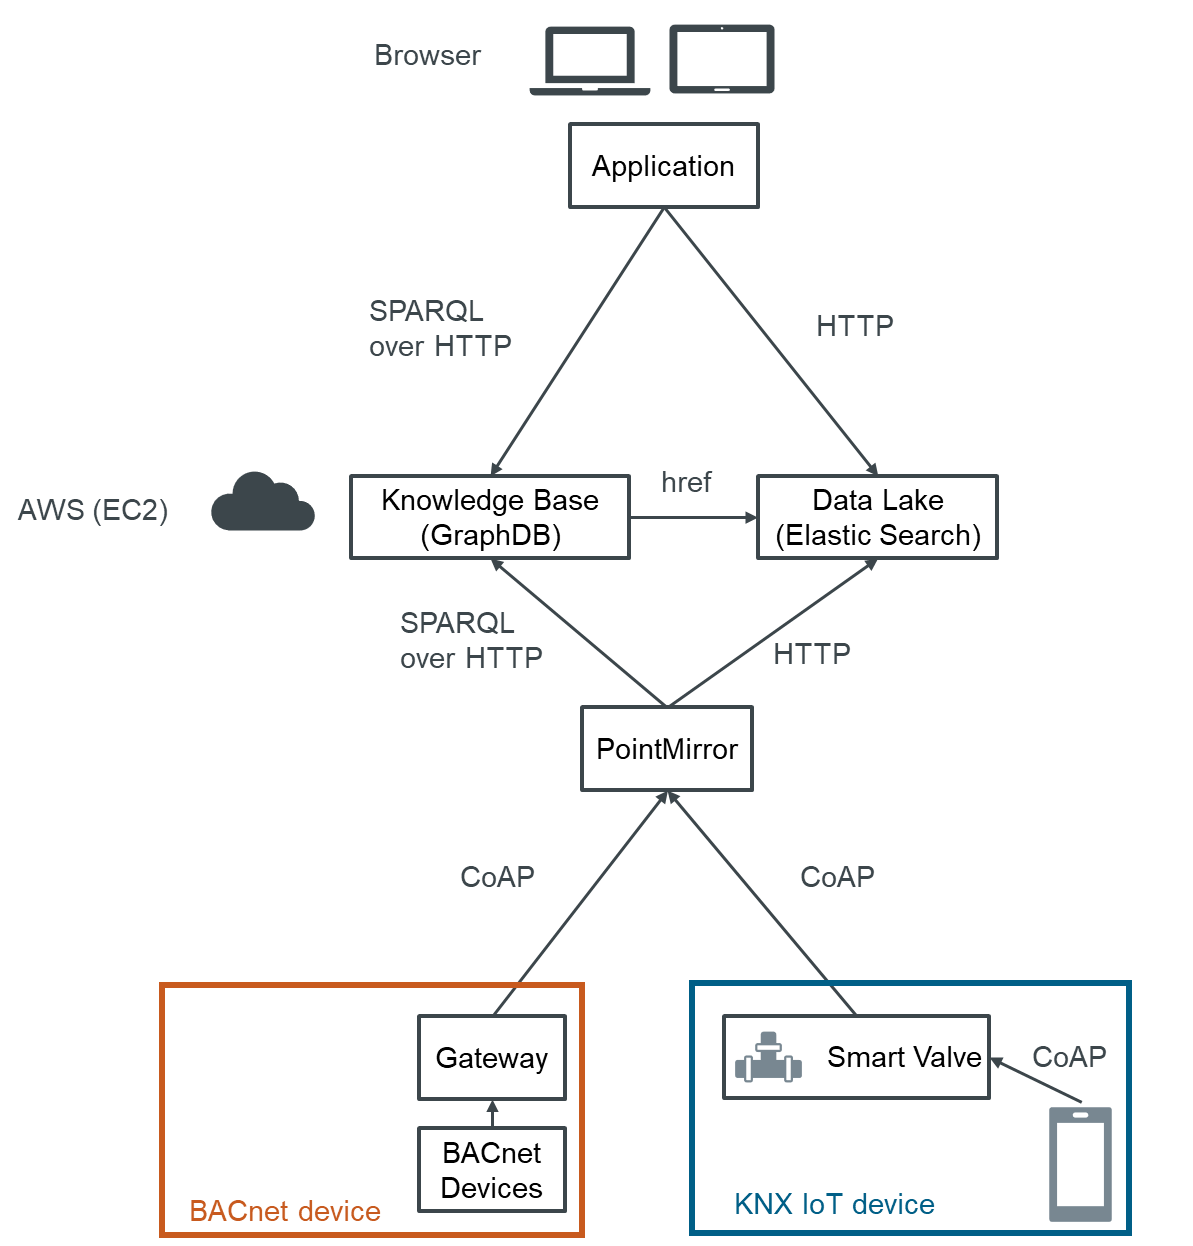 Browser
Application
SPARQL
over HTTP
HTTP
AWS (EC2)
Knowledge Base
(GraphDB)
href
Data Lake
(Elastic Search)
SPARQL
over HTTP
HTTP
PointMirror
CoAP
CoAP
Gateway
BACnet
Devices
BACnet device
Smart Valve
CoAP
KNX IoT device